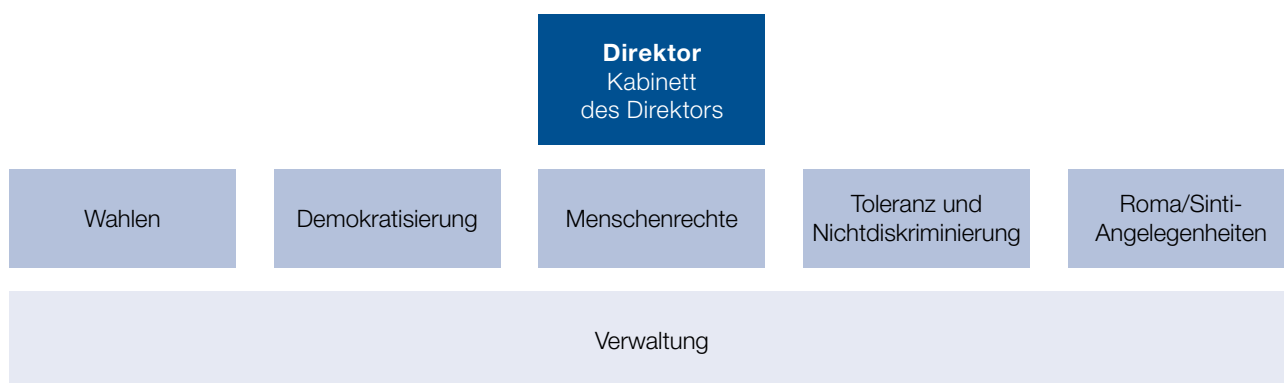 Direktor
Kabinett
des Direktors
Wahlen
Demokratisierung
Menschenrechte
Toleranz und
Nichtdiskriminierung
Roma/Sinti-
Angelegenheiten
Verwaltung